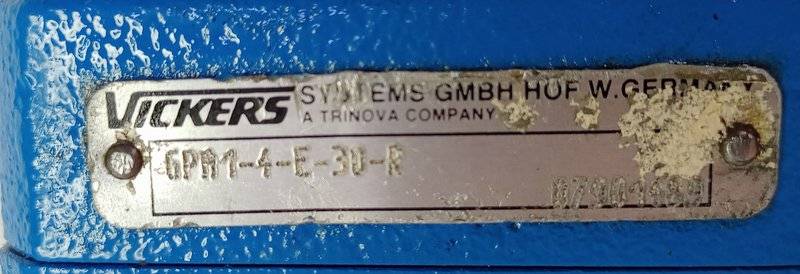 VICKERS SYSTEMS GMBH HOF W.GERMANY
A TRINOVA COMPANY
GPA1-4-E-30-R